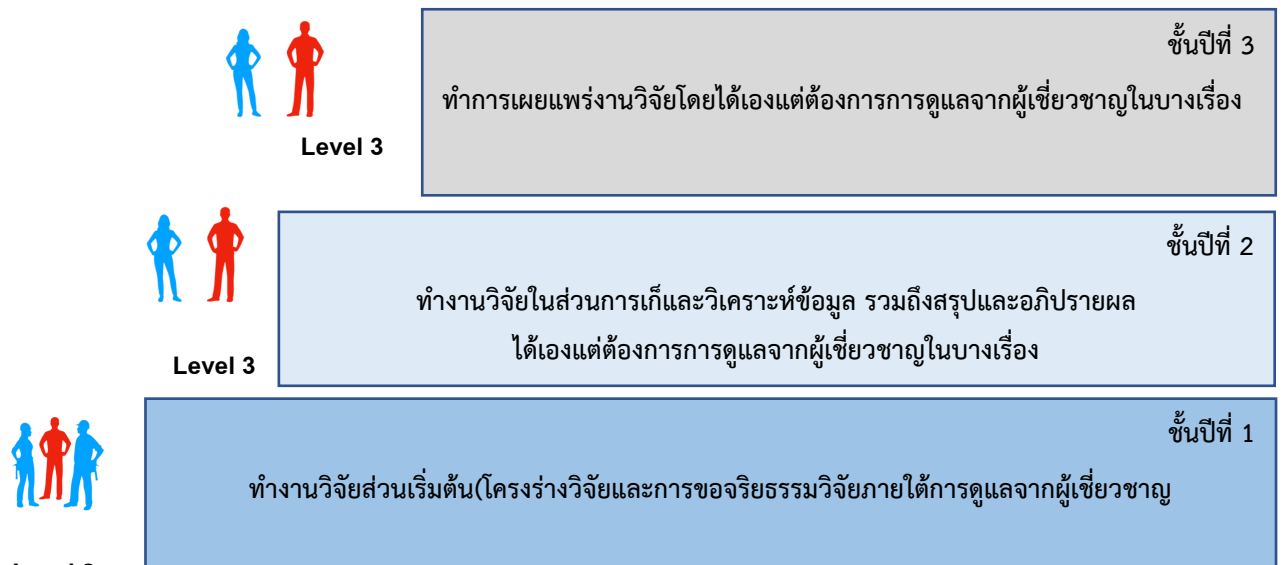 ชั้นปีที่ 3
ทำการเผยแพร่งานวิจัยโดยได้เองแต่ต้องการการดูแลจากผู้เชี่ยวชาญในบางเรื่อง
Level 3
ชั้นปีที่ 2
ทำงานวิจัยในส่วนการเก็และวิเคราะห์ข้อมูล รวมถึงสรุปและอภิปรายผล
ได้เองแต่ต้องการการดูแลจากผู้เชี่ยวชาญในบางเรื่อง
Level 3
ชั้นปีที่ 1
ทำงานวิจัยส่วนเริ่มต้น(โครงร่างวิจัยและการขอจริยธรรมวิจัยภายใต้การดูแลจากผู้เชี่ยวชาญ